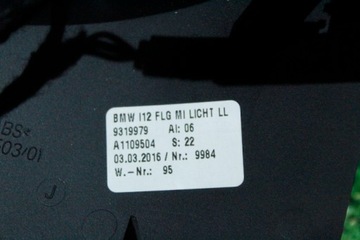 BMW I12 FLG MI LICHT LL
9319979 AI: 06
A1109504 S: 22
03.03.2016 / Nr.: 9984
W.-Nr.: 95
BS<
03/01
J